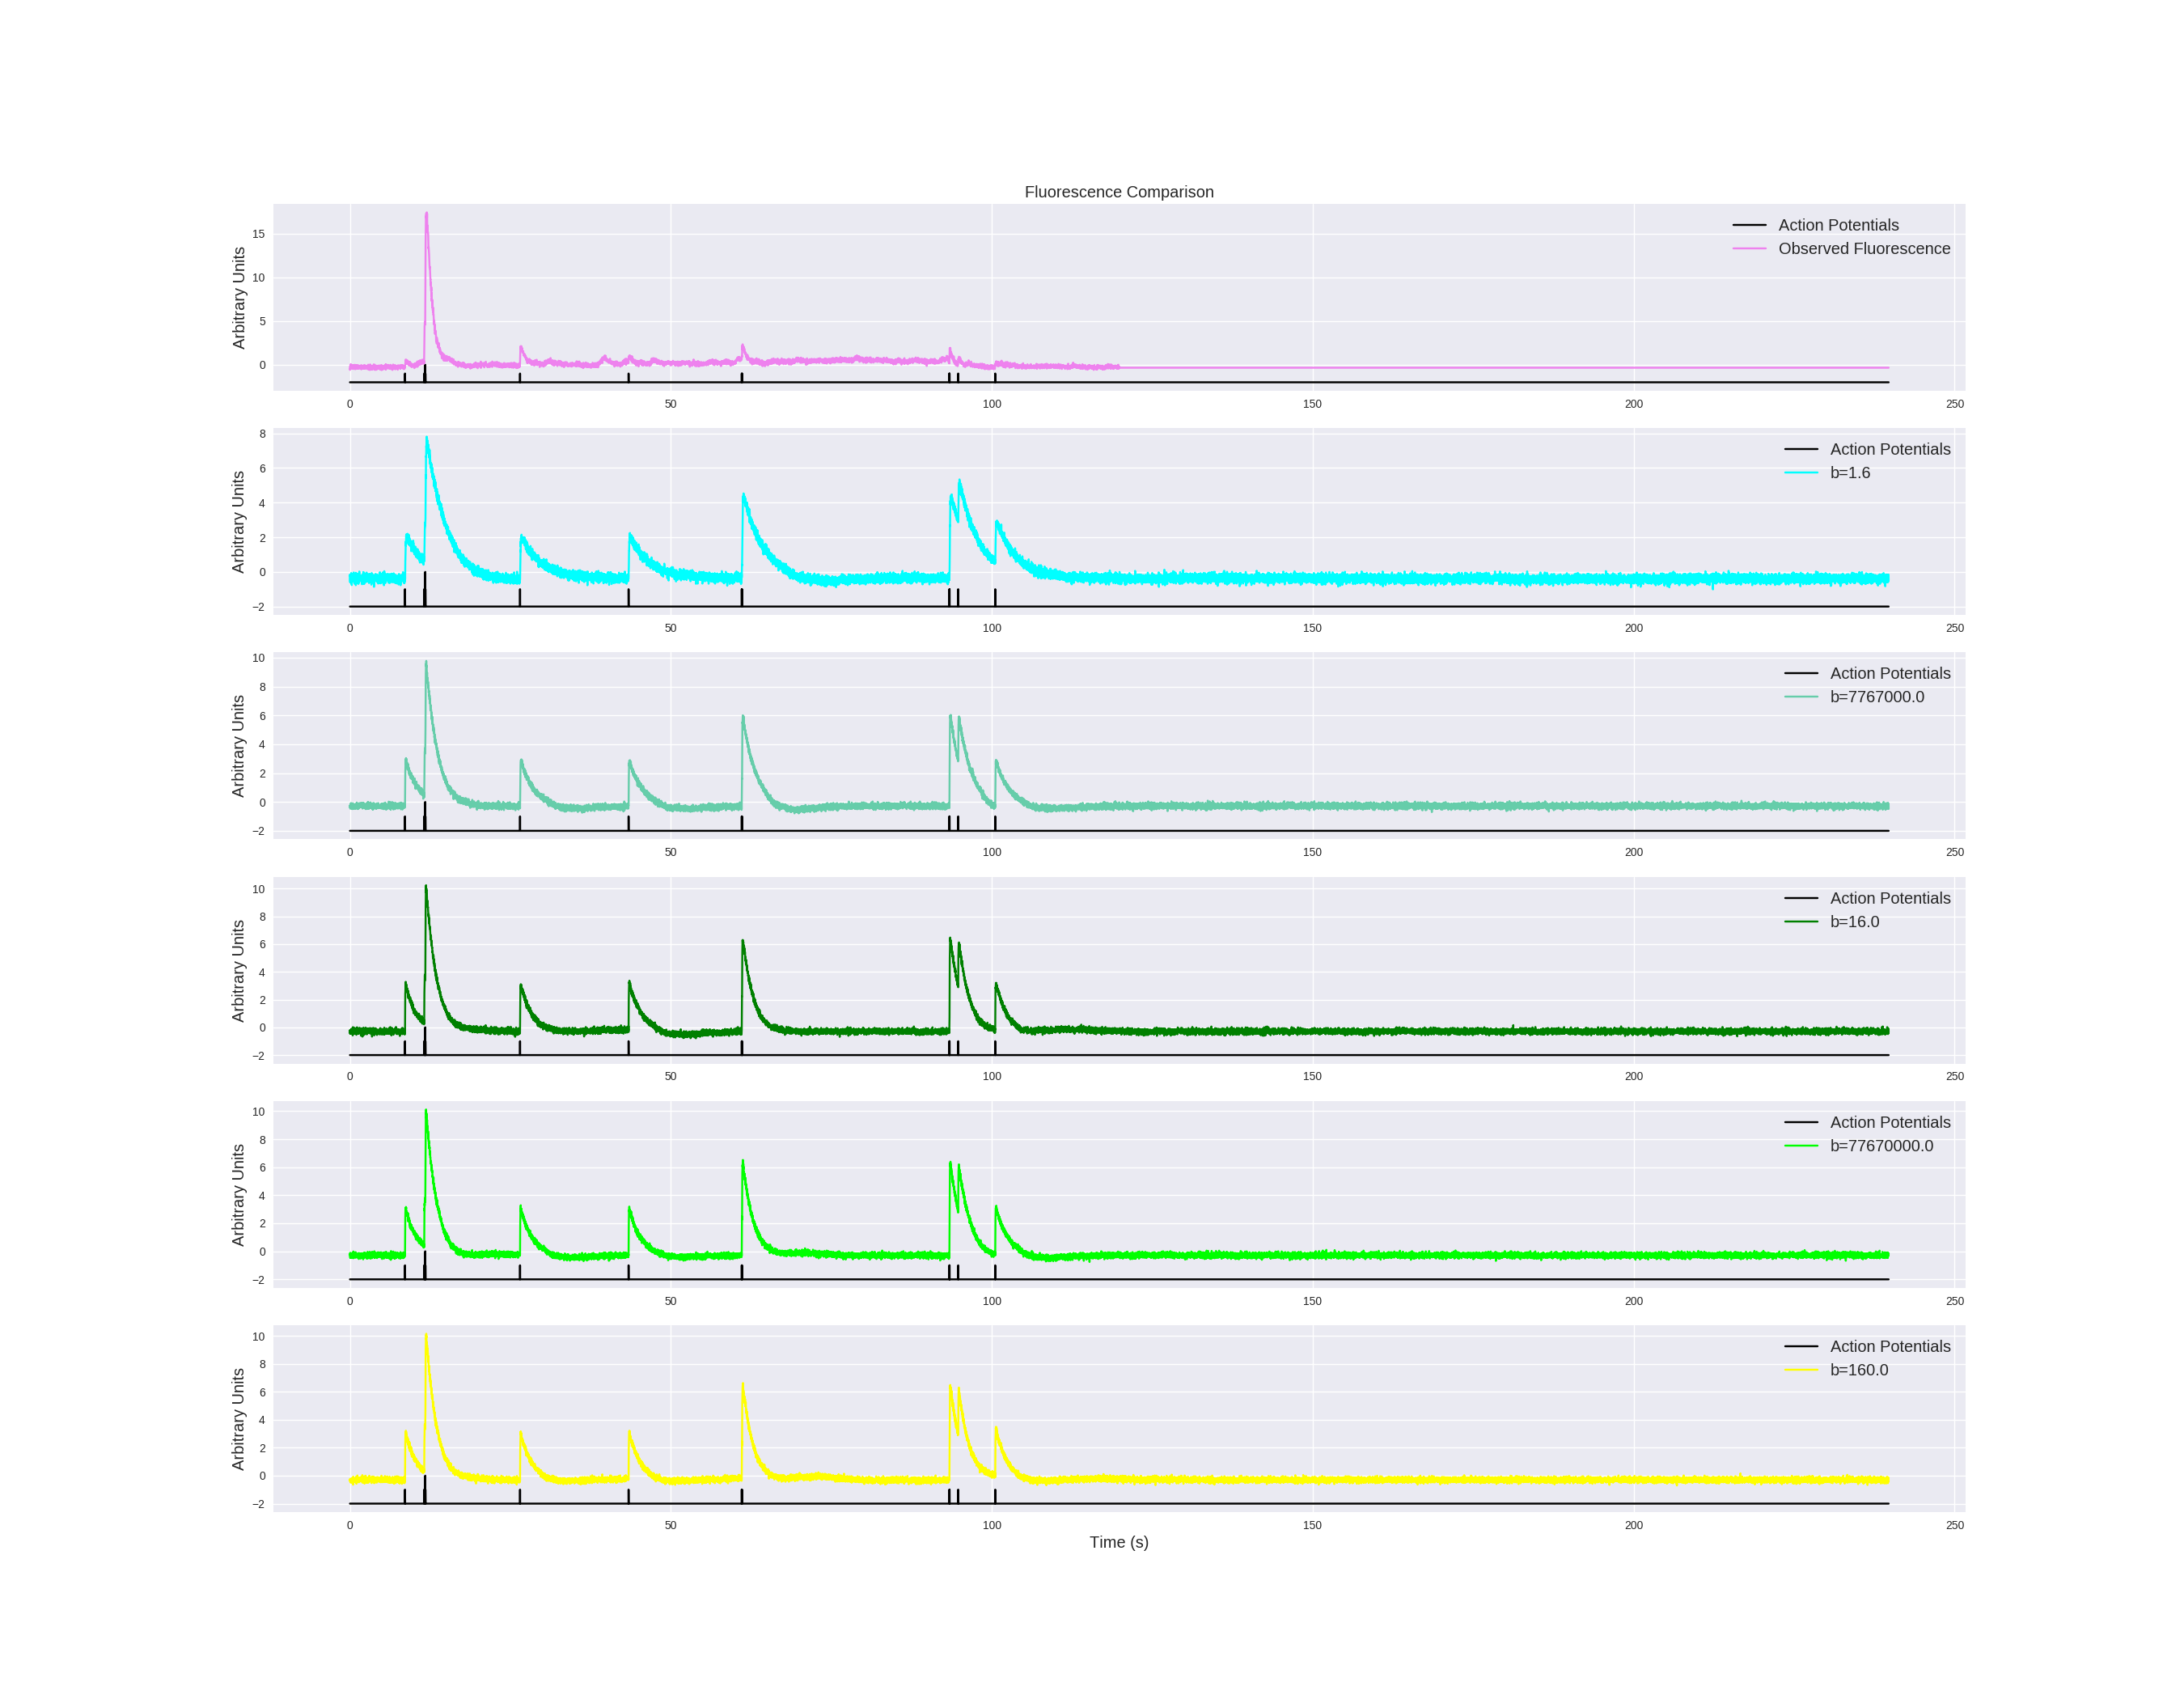 Fluorescence Comparison
Arbitrary Units
15
10
5
0
Action Potentials
Observed Fluorescence
0 50 100 150 200 250
Arbitrary Units
8
6
4
2
0
−2
Action Potentials
b=1.6
0 50 100 150 200 250
Arbitrary Units
10
8
6
4
2
0
−2
Action Potentials
b=7767000.0
0 50 100 150 200 250
Arbitrary Units
10
8
6
4
2
0
−2
Action Potentials
b=16.0
0 50 100 150 200 250
Arbitrary Units
10
8
6
4
2
0
−2
Action Potentials
b=77670000.0
0 50 100 150 200 250
Arbitrary Units
10
8
6
4
2
0
−2
Action Potentials
b=160.0
0 50 100 150 200 250
Time (s)